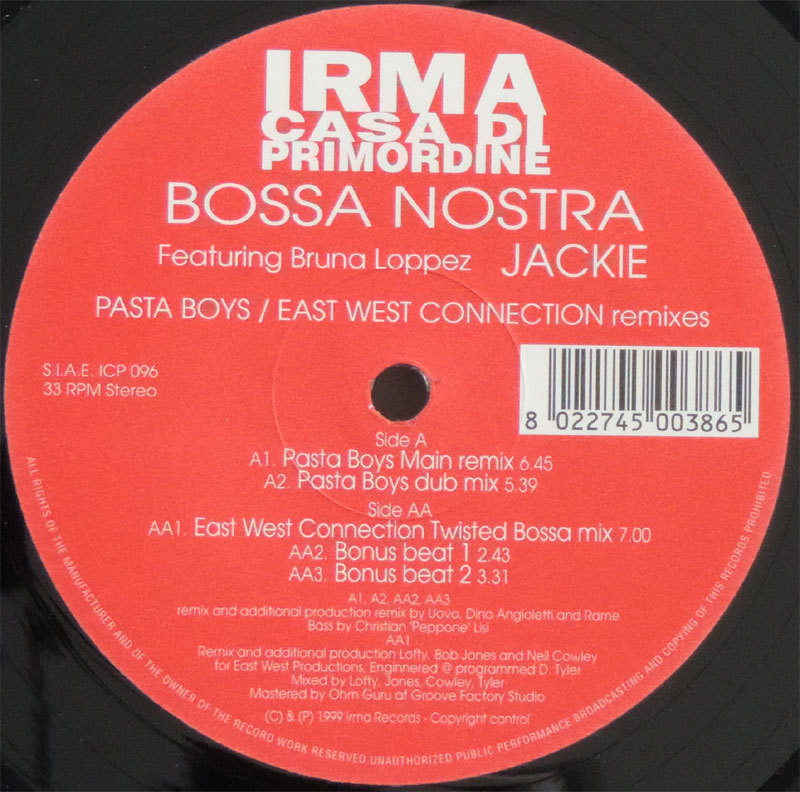 IRMA
CASA DI
PRIMORDINE
BOSSA NOSTRA
Featuring Bruna Loppez JACKIE
PASTA BOYS / EAST WEST CONNECTION remixes
S.I.A.E. ICP 096
33 RPM Stereo
8 022745 003865
Side A
A1. Pasta Boys Main remix 6.45
A2. Pasta Boys dub mix 5.39
Side AA
AA1. East West Connection Twisted Bossa mix 7.00
AA2. Bonus beat 1 2.43
AA3. Bonus beat 2 3.31
A1, A2, AA2, AA3
remix and additional production remix by Uovo, Dino Angioletti and Rame
Bass by Christian 'Peppone' Lisi
AA1
Remix and additional production Lofty, Bob Jones and Neil Cowley
for East West Productions. Enginnered @ programmed D. Tyler
Mixed by Lofty, Jones, Cowley, Tyler
Mastered by Ohm Guru at Groove Factory Studio
(C) & (P) 1999 Irma Records - Copyright control
ALL RIGHTS OF THE MANUFACTURER AND OF THE OWNER OF THE RECORD WORK RESERVED UNAUTHORIZED PUBLIC PERFORMANCE BROADCASTING AND COPYING OF THIS RECORDS PROHIBITED